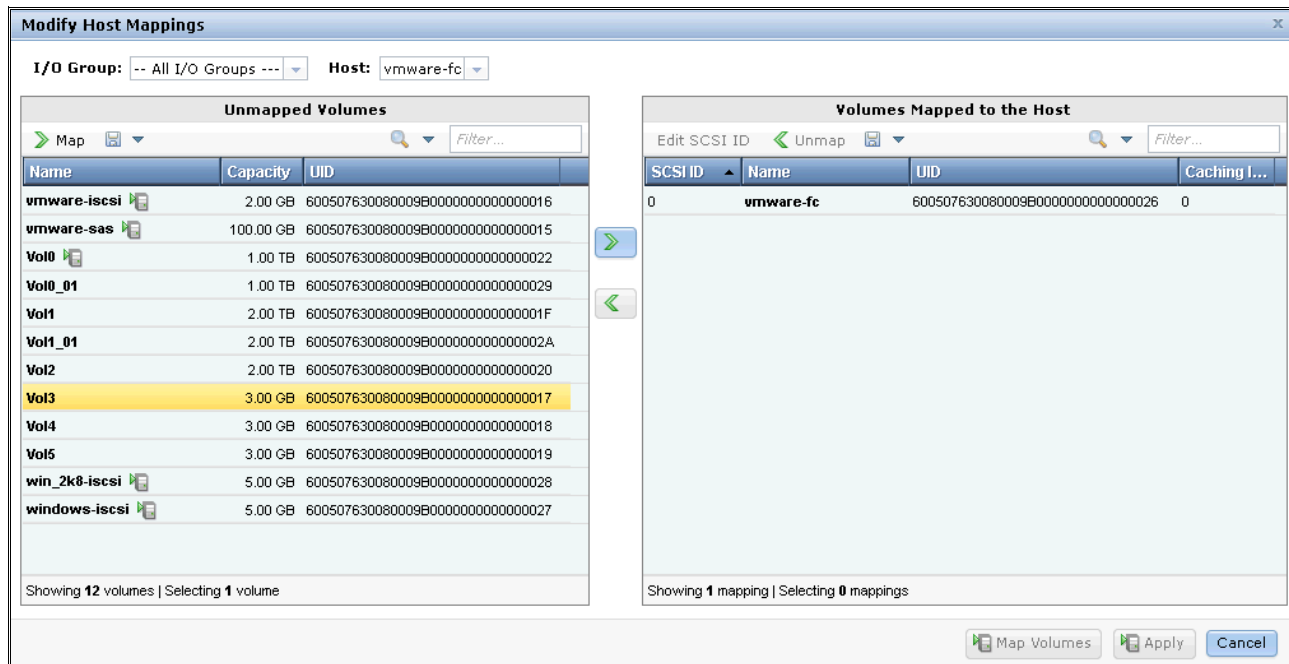 Modify Host Mappings x
I/O Group: -- All I/O Groups --- Host: vmware-fc
Unmapped Volumes
Map Filter...
Name Capacity UID
vmware-iscsi 2.00 GB 600507630080009B0000000000000016
vmware-sas 100.00 GB 600507630080009B0000000000000015
Vol0 1.00 TB 600507630080009B0000000000000022
Vol0_01 1.00 TB 600507630080009B0000000000000029
Vol1 2.00 TB 600507630080009B000000000000001F
Vol1_01 2.00 TB 600507630080009B000000000000002A
Vol2 2.00 TB 600507630080009B0000000000000020
Vol3 3.00 GB 600507630080009B0000000000000017
Vol4 3.00 GB 600507630080009B0000000000000018
Vol5 3.00 GB 600507630080009B0000000000000019
win_2k8-iscsi 5.00 GB 600507630080009B0000000000000028
windows-iscsi 5.00 GB 600507630080009B0000000000000027
Showing 12 volumes | Selecting 1 volume
Volumes Mapped to the Host
Edit SCSI ID Unmap Filter...
SCSI ID Name UID Caching I...
0 vmware-fc 600507630080009B0000000000000026 0
Showing 1 mapping | Selecting 0 mappings
Map Volumes Apply Cancel